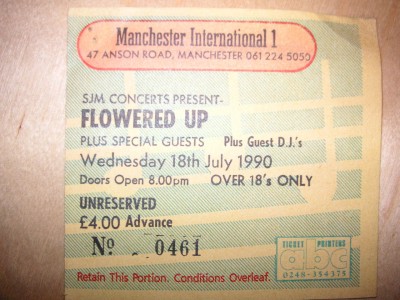 Manchester International 1
47 ANSON ROAD, MANCHESTER 061 224 5050
SJM CONCERTS PRESENT-
FLOWERED UP
PLUS SPECIAL GUESTS Plus Guest D.J.'s
Wednesday 18th July 1990
Doors Open 8.00pm OVER 18's ONLY
UNRESERVED
£4.00 Advance
No 0461
TICKET PRINTING
abc
0248-354375
Retain This Portion. Conditions Overleaf.